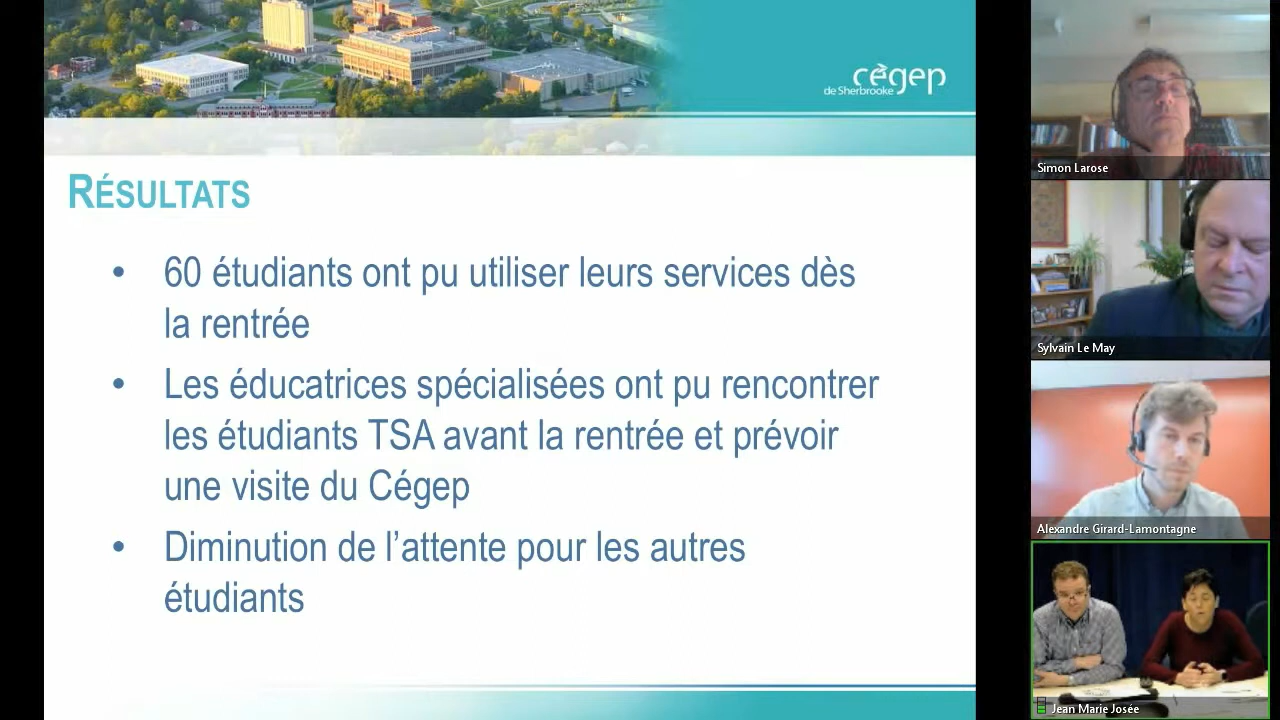 cégep
de Sherbrooke
RÉSULTATS
• 60 étudiants ont pu utiliser leurs services dès
la rentrée
• Les éducatrices spécialisées ont pu rencontrer
les étudiants TSA avant la rentrée et prévoir
une visite du Cégep
• Diminution de l’attente pour les autres
étudiants
Simon Larose
Sylvain Le May
Alexandre Girard-Lamontagne
Jean Marie Josée